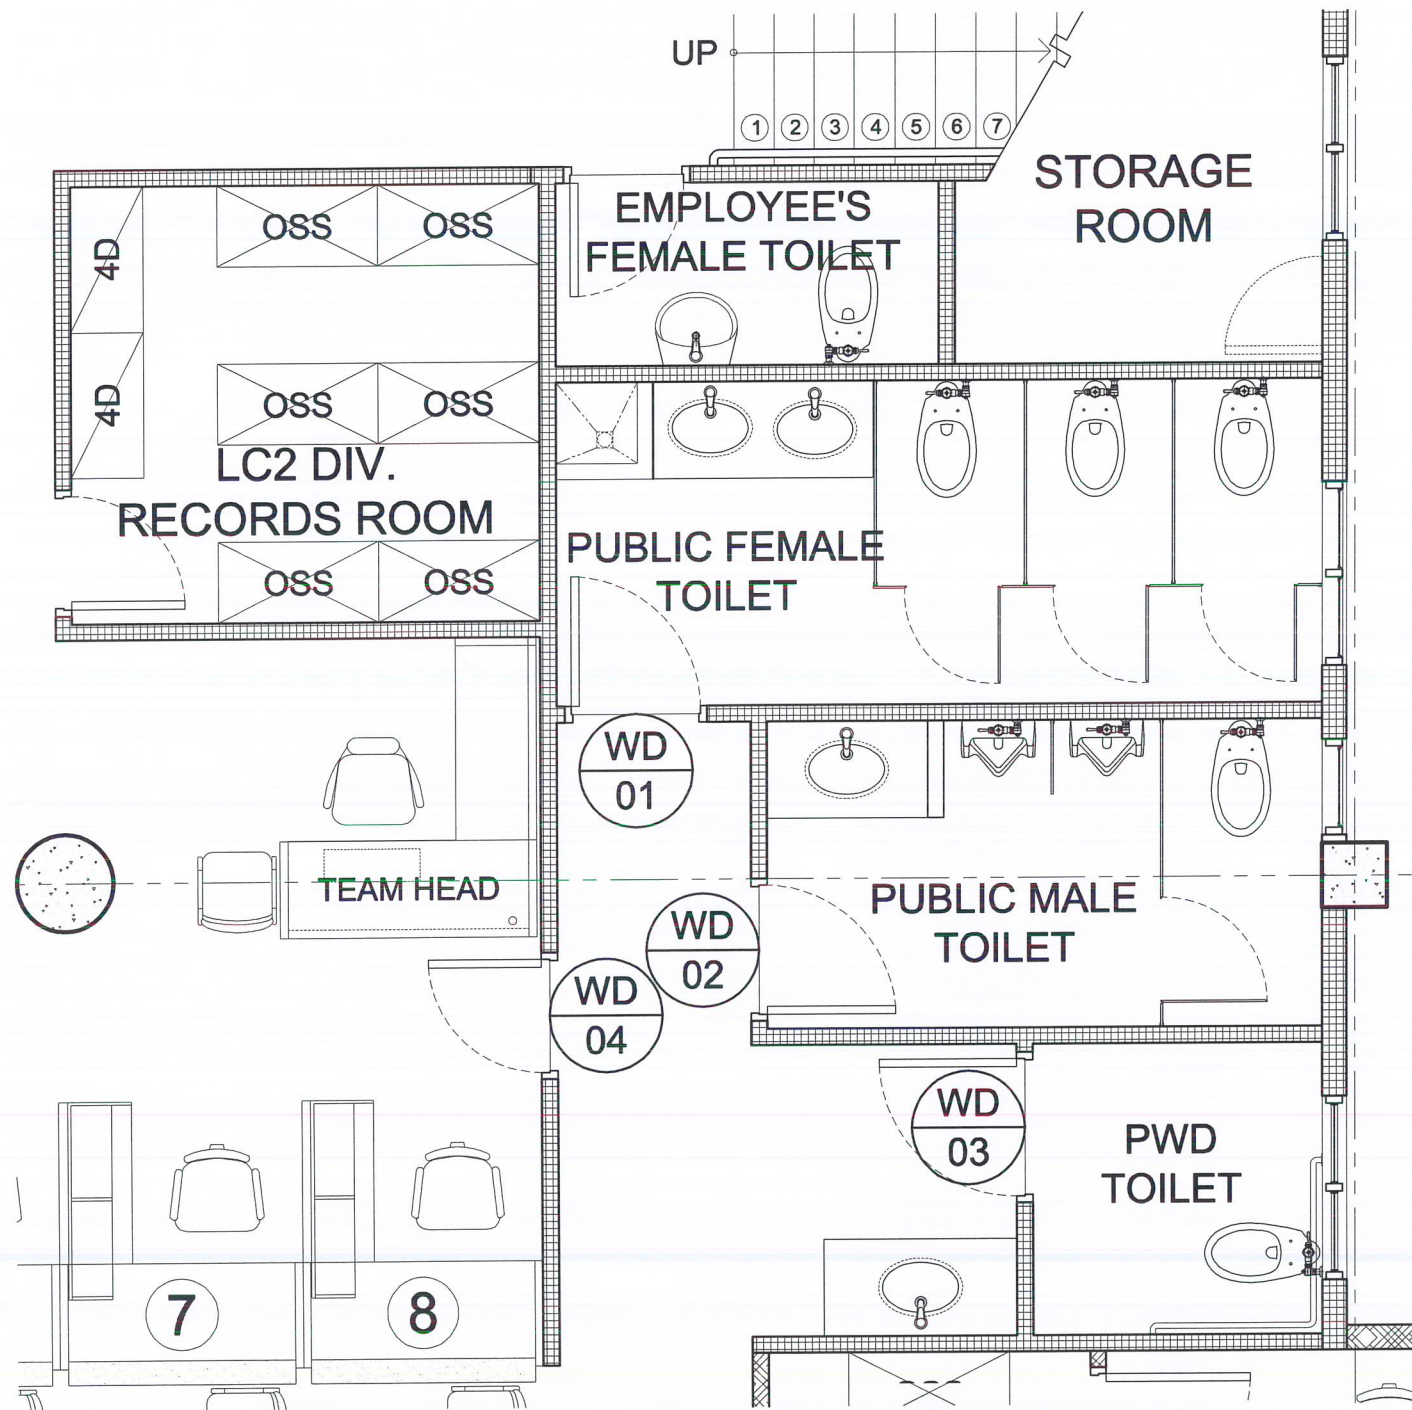 UP
1 2 3 4 5 6 7
STORAGE
ROOM
EMPLOYEE'S
FEMALE TOILET
4D
OSS
OSS
4D
OSS
OSS
LC2 DIV.
RECORDS ROOM
OSS
OSS
PUBLIC FEMALE
TOILET
WD
01
TEAM HEAD
PUBLIC MALE
TOILET
WD
02
WD
04
WD
03
PWD
TOILET
7
8